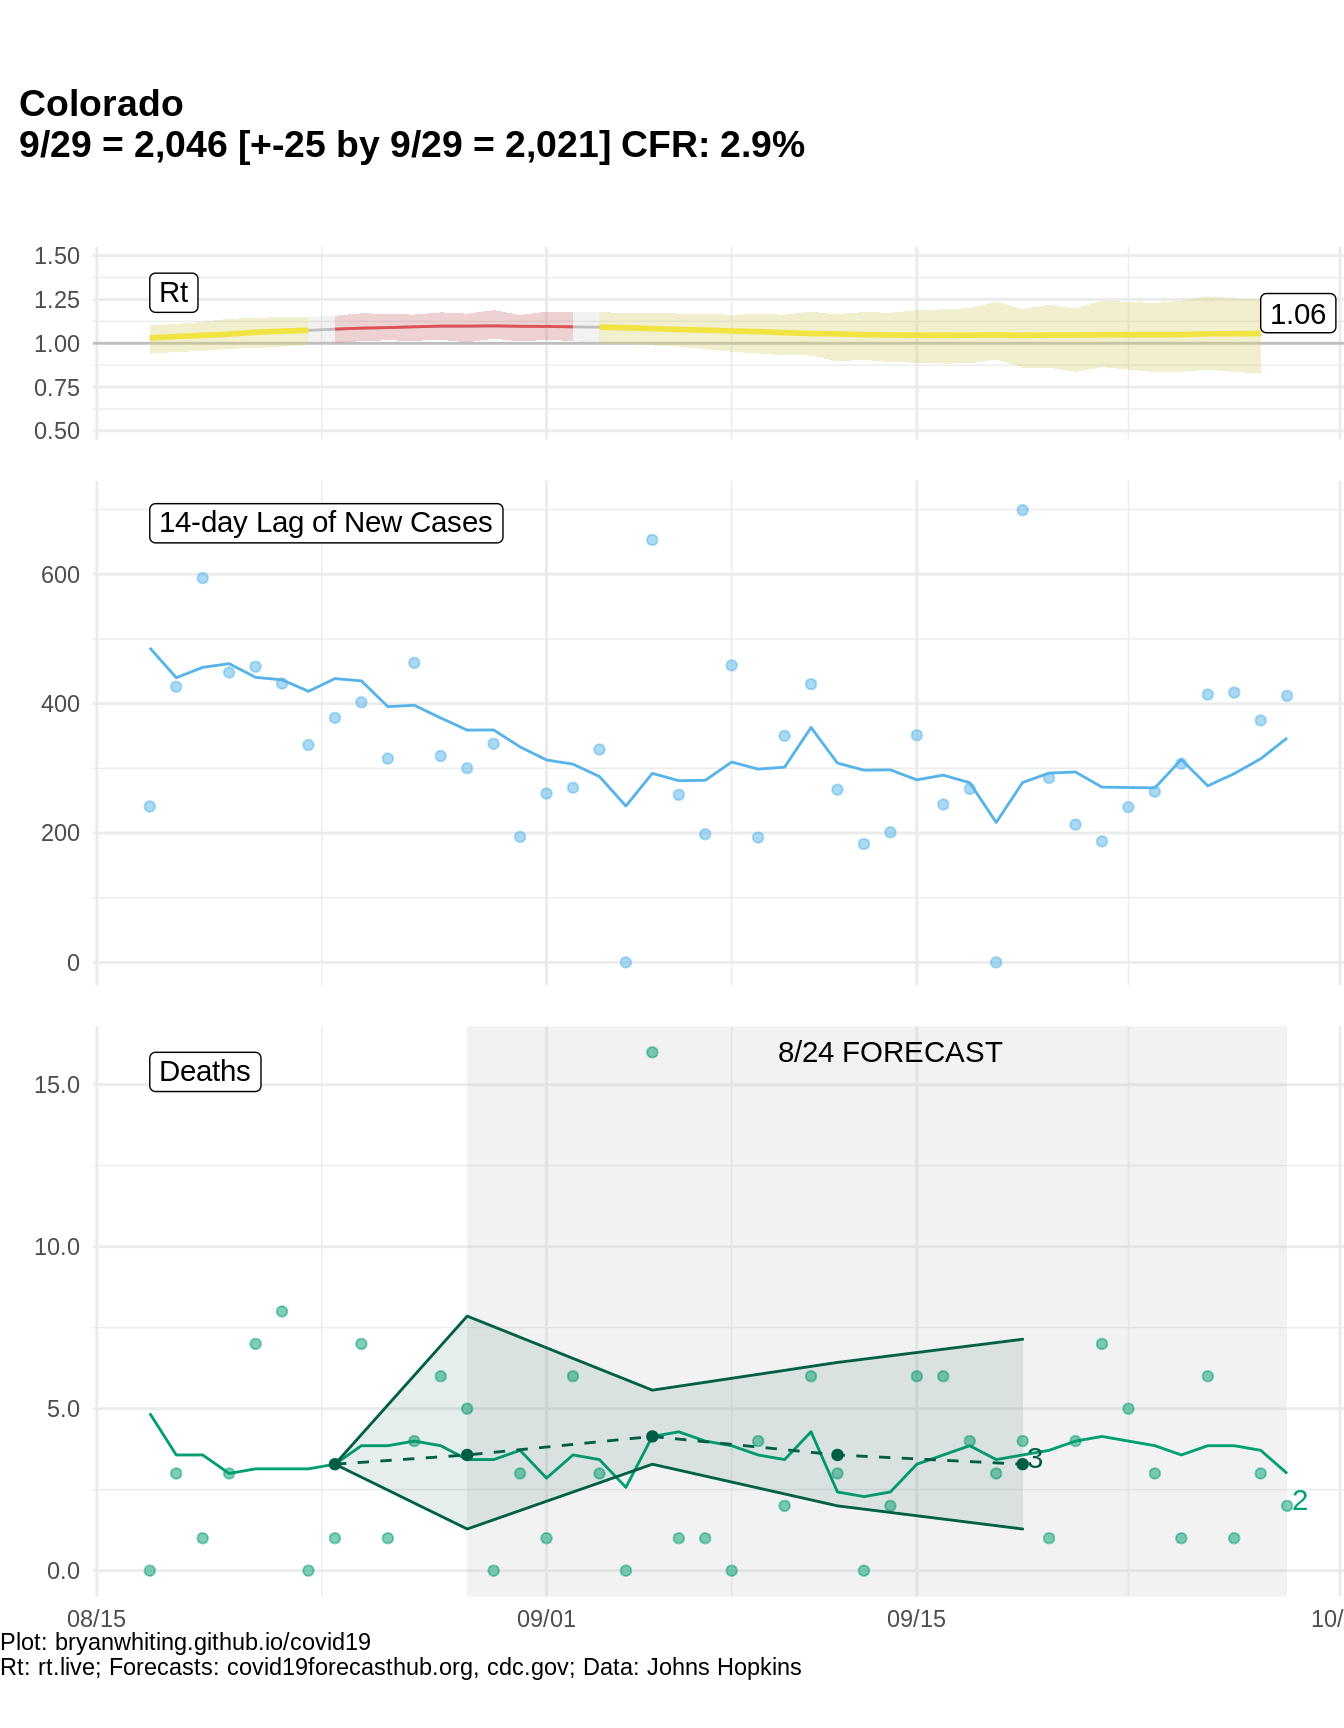 Colorado
9/29 = 2,046 [+-25 by 9/29 = 2,021] CFR: 2.9%
1.50
1.25
1.00
0.75
0.50
Rt
1.06
14-day Lag of New Cases
600
400
200
0
Deaths
8/24 FORECAST
15.0
10.0
5.0
0.0
3
2
08/15
09/01
09/15
10/
Plot: bryanwhiting.github.io/covid19
Rt: rt.live; Forecasts: covid19forecasthub.org, cdc.gov; Data: Johns Hopkins